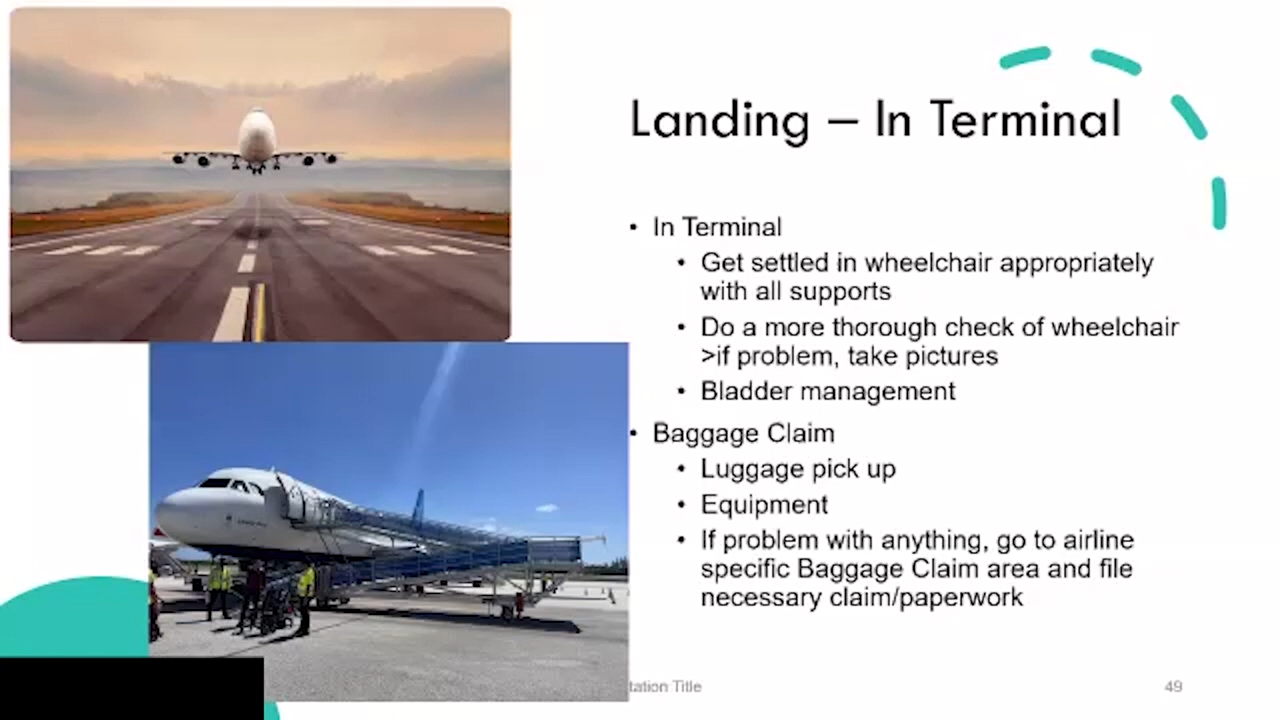 Landing – In Terminal
• In Terminal
• Get settled in wheelchair appropriately
with all supports
• Do a more thorough check of wheelchair
>if problem, take pictures
• Bladder management
• Baggage Claim
• Luggage pick up
• Equipment
• If problem with anything, go to airline
specific Baggage Claim area and file
necessary claim/paperwork
tation Title
49